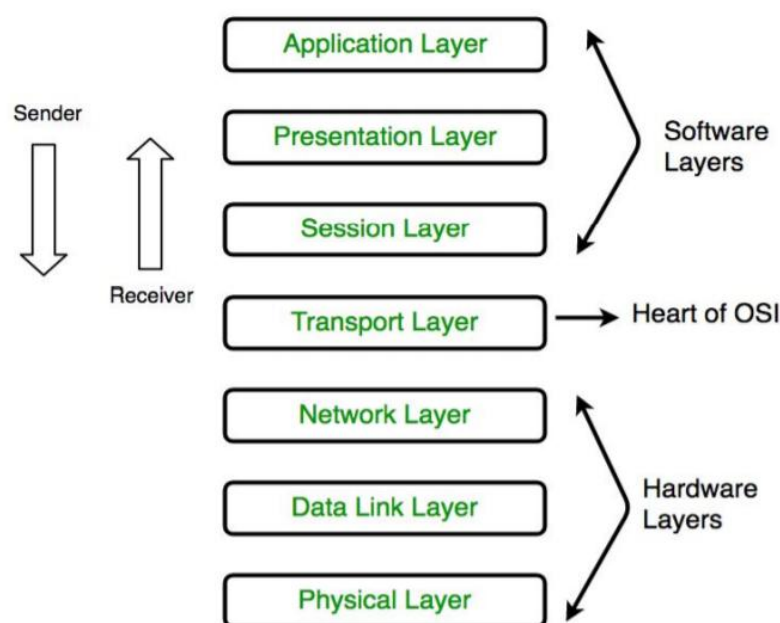 Application Layer
Sender
Presentation Layer
Software
Layers
Session Layer
Receiver
Transport Layer
Heart of OSI
Network Layer
Hardware
Layers
Data Link Layer
Physical Layer